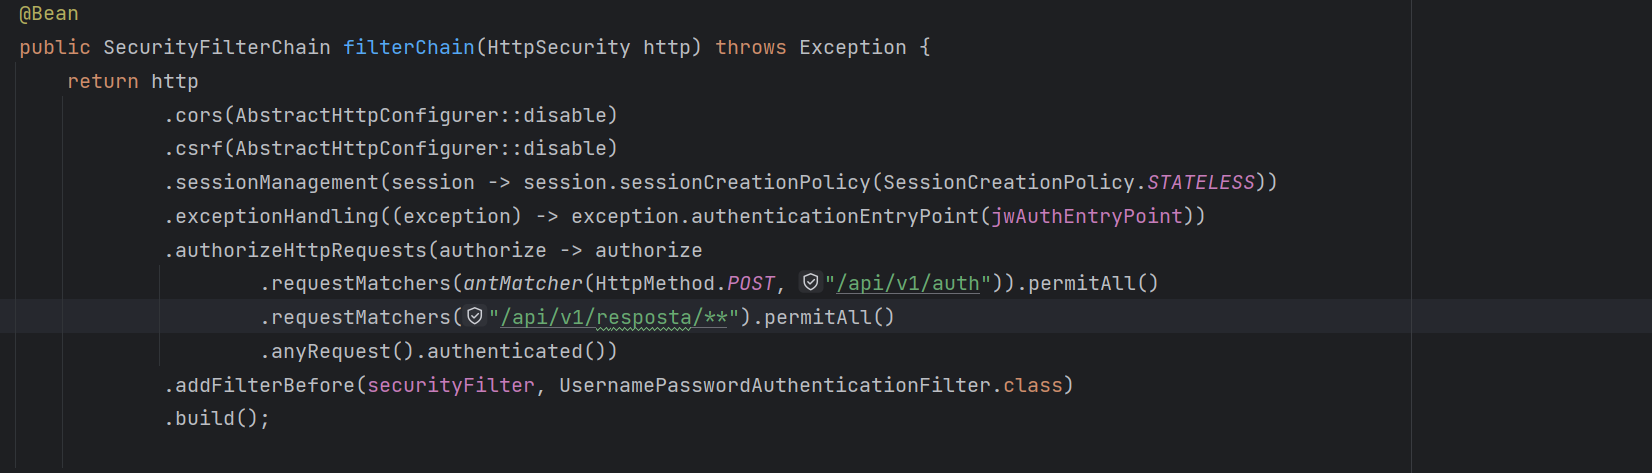 @Bean
public SecurityFilterChain filterChain(HttpSecurity http) throws Exception {
return http
.cors(AbstractHttpConfigurer::disable)
.csrf(AbstractHttpConfigurer::disable)
.sessionManagement(session -> session.sessionCreationPolicy(SessionCreationPolicy.STATELESS))
.exceptionHandling((exception) -> exception.authenticationEntryPoint(jwAuthEntryPoint))
.authorizeHttpRequests(authorize -> authorize
.requestMatchers(antMatcher(HttpMethod.POST, "/api/v1/auth")).permitAll()
.requestMatchers("/api/v1/resposta/**").permitAll()
.anyRequest().authenticated())
.addFilterBefore(securityFilter, UsernamePasswordAuthenticationFilter.class)
.build();